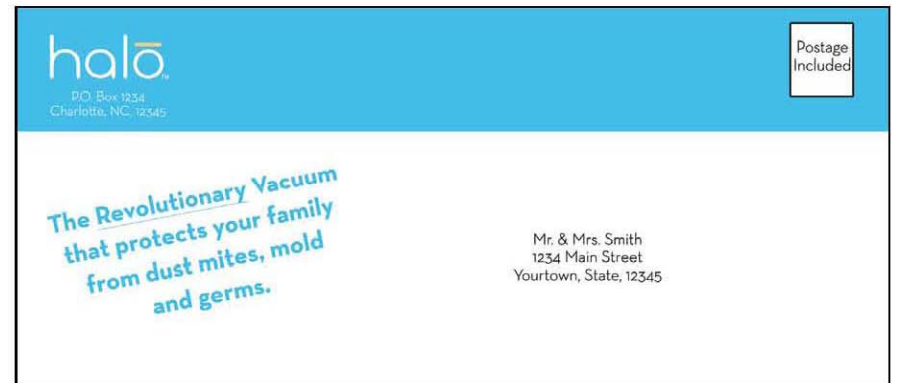 halō™
P.O. Box 1234
Charlotte, NC, 12345
Postage
Included
The Revolutionary Vacuum
that protects your family
from dust mites, mold
and germs.
Mr. & Mrs. Smith
1234 Main Street
Yourtown, State, 12345